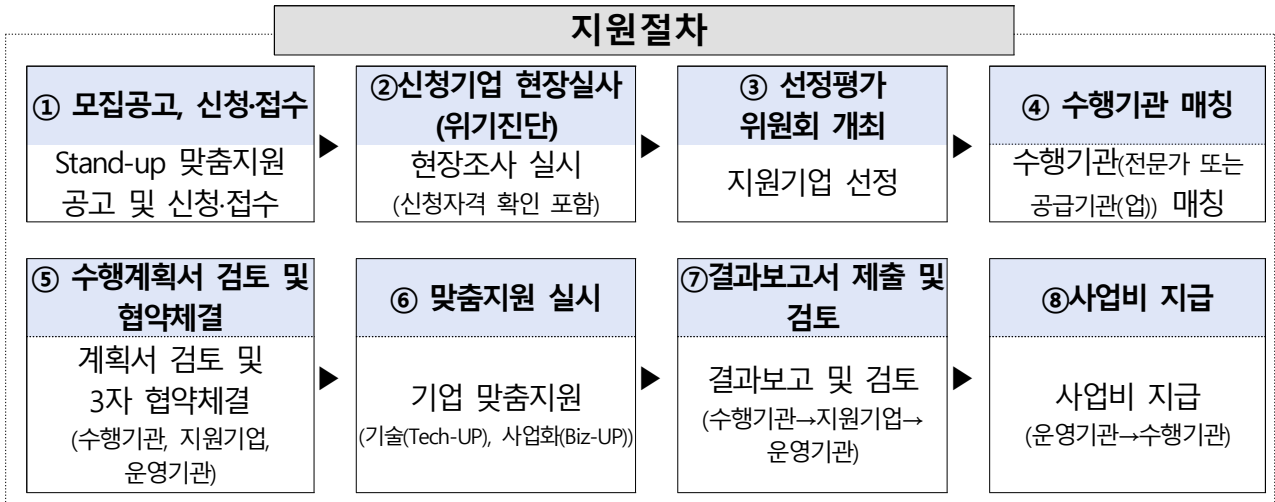 지원절차
① 모집공고, 신청·접수
Stand-up 맞춤지원
공고 및 신청·접수
▶
②신청기업 현장실사
(위기진단)
현장조사 실시
(신청자격 확인 포함)
▶
③ 선정평가
위원회 개최
지원기업 선정
▶
④ 수행기관 매칭
수행기관(전문가 또는
공급기관(업)) 매칭
⑤ 수행계획서 검토 및
협약체결
계획서 검토 및
3자 협약체결
(수행기관, 지원기업,
운영기관)
▶
⑥ 맞춤지원 실시
기업 맞춤지원
(기술(Tech-UP), 사업화(Biz-UP))
▶
⑦결과보고서 제출 및
검토
결과보고 및 검토
(수행기관→지원기업→
운영기관)
▶
⑧사업비 지급
사업비 지급
(운영기관→수행기관)